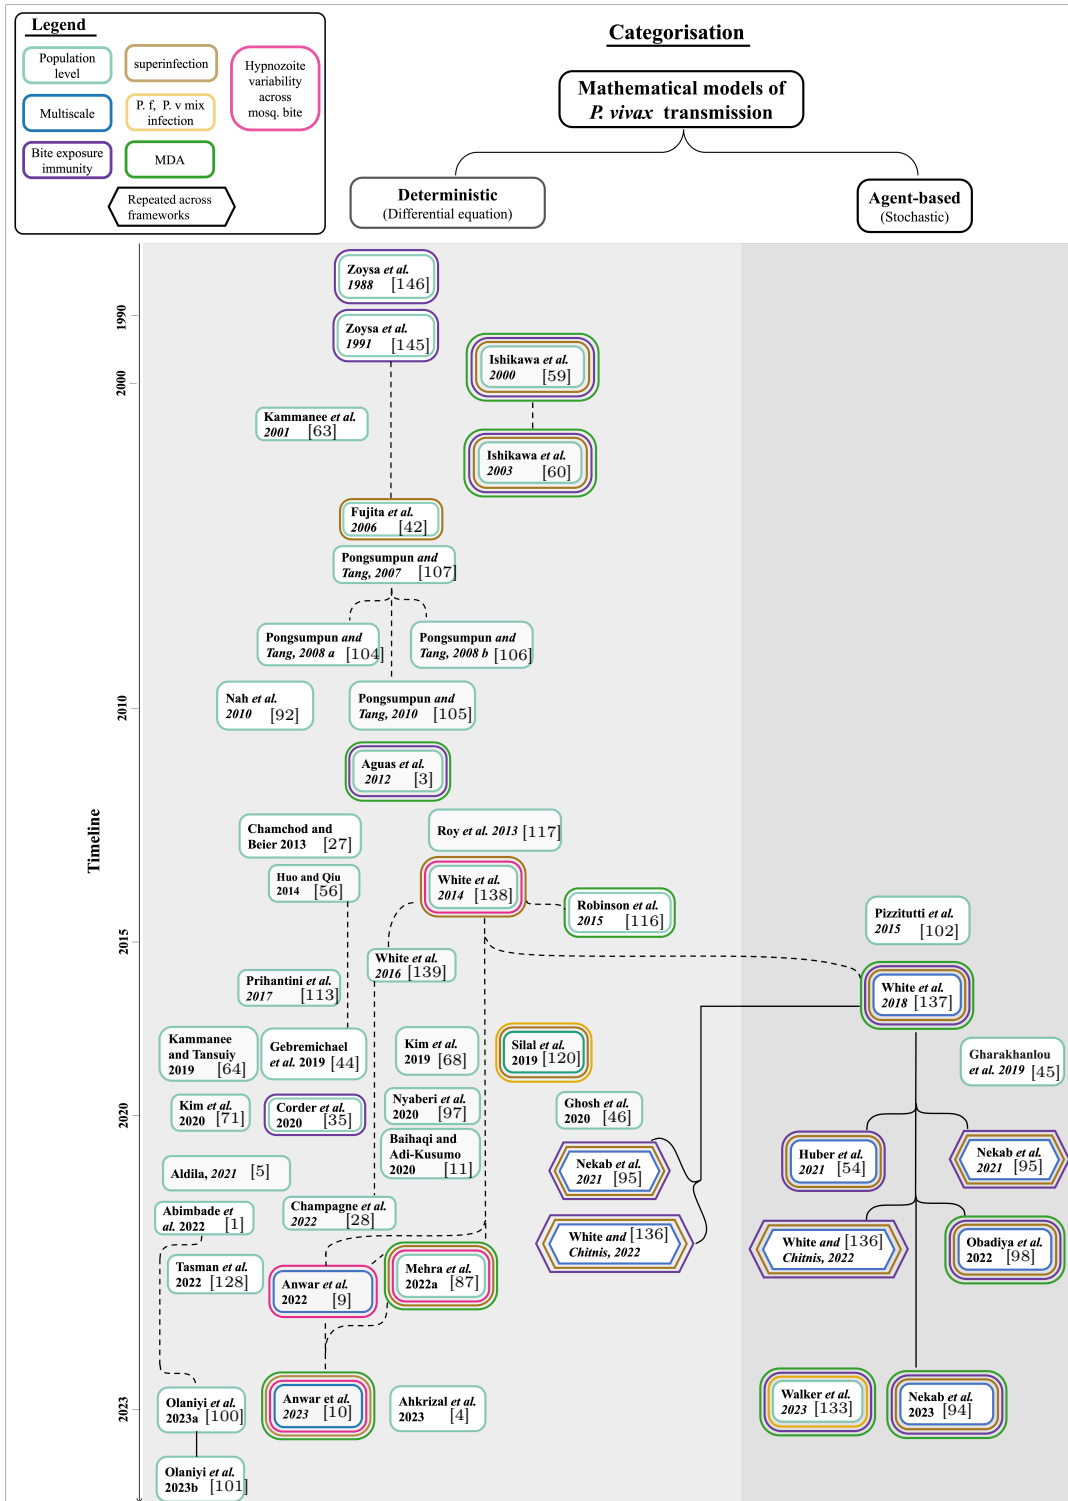 Legend
Population
level
superinfection
Hypnozoite
variability
across
mosq. bite
Multiscale
P. f, P. v mix
infection
Bite exposure
immunity
MDA
Repeated across
frameworks
Categorisation
Mathematical models of
P. vivax transmission
Deterministic
(Differential equation)
Agent-based
(Stochastic)
Timeline
1990
2000
2010
2015
2020
2023
Zoysa et al.
1988 [146]
Zoysa et al.
1991 [145]
Ishikawa et al.
2000 [59]
Kammanee et al.
2001 [63]
Ishikawa et al.
2003 [60]
Fujita et al.
2006 [42]
Pongsumpun and
Tang, 2007 [107]
Pongsumpun and
Tang, 2008 a [104]
Pongsumpun and
Tang, 2008 b [106]
Nah et al.
2010 [92]
Pongsumpun and
Tang, 2010 [105]
Aguas et al.
2012 [3]
Chamchod and
Beier 2013 [27]
Roy et al. 2013 [117]
Huo and Qiu
2014 [56]
White et al.
2014 [138]
Robinson et al.
2015 [116]
Pizzitutti et al.
2015 [102]
White et al.
2016 [139]
Prihantini et al.
2017 [113]
White et al.
2018 [137]
Kammanee
and Tansuiy
2019 [64]
Gebremichael
et al. 2019 [44]
Kim et al.
2019 [68]
Silal et al.
2019 [120]
Gharakhanlou
et al. 2019 [45]
Kim et al.
2020 [71]
Corder et al.
2020 [35]
Nyaberi et al.
2020 [97]
Ghosh et al.
2020 [46]
Baihaqi and
Adi-Kusumo
2020 [11]
Nekab et al.
2021 [95]
Huber et al.
2021 [54]
Nekab et al.
2021 [95]
Aldila, 2021 [5]
Abimbade et
al. 2022 [1]
Champagne et al.
2022 [28]
White and [136]
Chitnis, 2022
White and [136]
Chitnis, 2022
Obadiya et al.
2022 [98]
Tasman et al.
2022 [128]
Anwar et al.
2022 [9]
Mehra et al.
2022a [87]
Olaniyi et al.
2023a [100]
Anwar et al.
2023 [10]
Ahkrizal et al.
2023 [4]
Walker et al.
2023 [133]
Nekab et al.
2023 [94]
Olaniyi et al.
2023b [101]